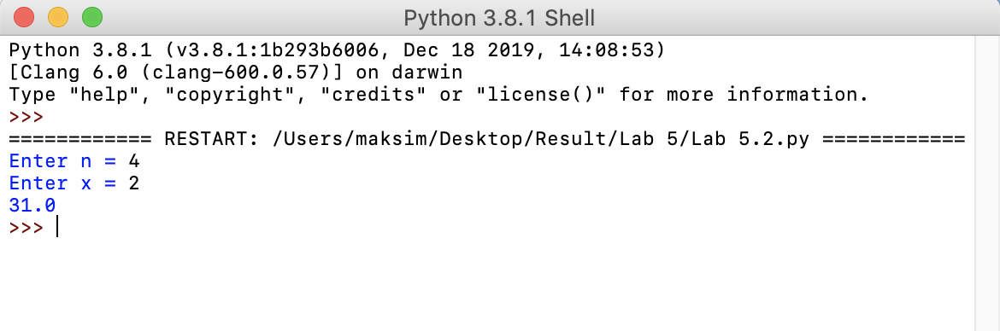 Python 3.8.1 Shell
Python 3.8.1 (v3.8.1:1b293b6006, Dec 18 2019, 14:08:53)
[Clang 6.0 (clang-600.0.57)] on darwin
Type "help", "copyright", "credits" or "license()" for more information.
>>>
============ RESTART: /Users/maksim/Desktop/Result/Lab 5/Lab 5.2.py ============
Enter n = 4
Enter x = 2
31.0
>>>